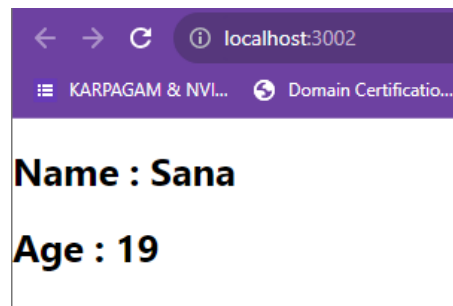 localhost:3002
KARPAGAM & NVI... Domain Certificatio...
Name : Sana
Age : 19